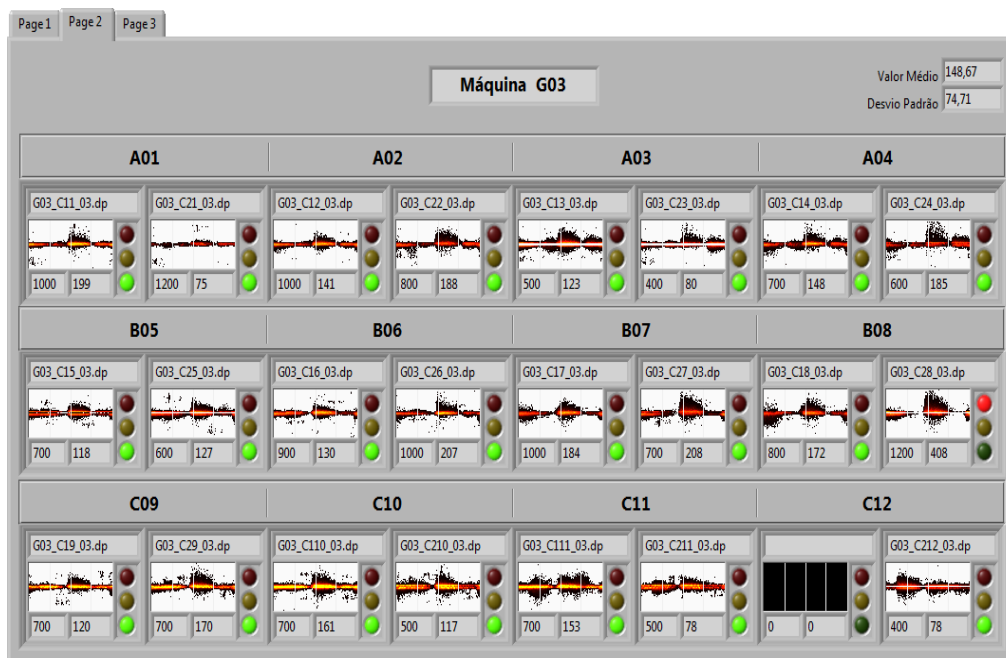 Page 1 Page 2 Page 3
Máquina G03
Valor Médio 148,67
Desvio Padrão 74,71
A01 A02 A03 A04
G03_C11_03.dp G03_C21_03.dp G03_C12_03.dp G03_C22_03.dp G03_C13_03.dp G03_C23_03.dp G03_C14_03.dp G03_C24_03.dp
1000 199 1200 75 1000 141 800 188 500 123 400 80 700 148 600 185
B05 B06 B07 B08
G03_C15_03.dp G03_C25_03.dp G03_C16_03.dp G03_C26_03.dp G03_C17_03.dp G03_C27_03.dp G03_C18_03.dp G03_C28_03.dp
700 118 600 127 900 130 1000 207 1000 184 700 208 800 172 1200 408
C09 C10 C11 C12
G03_C19_03.dp G03_C29_03.dp G03_C110_03.dp G03_C210_03.dp G03_C111_03.dp G03_C211_03.dp G03_C212_03.dp
700 120 700 170 700 161 500 117 700 153 500 78 0 0 400 78